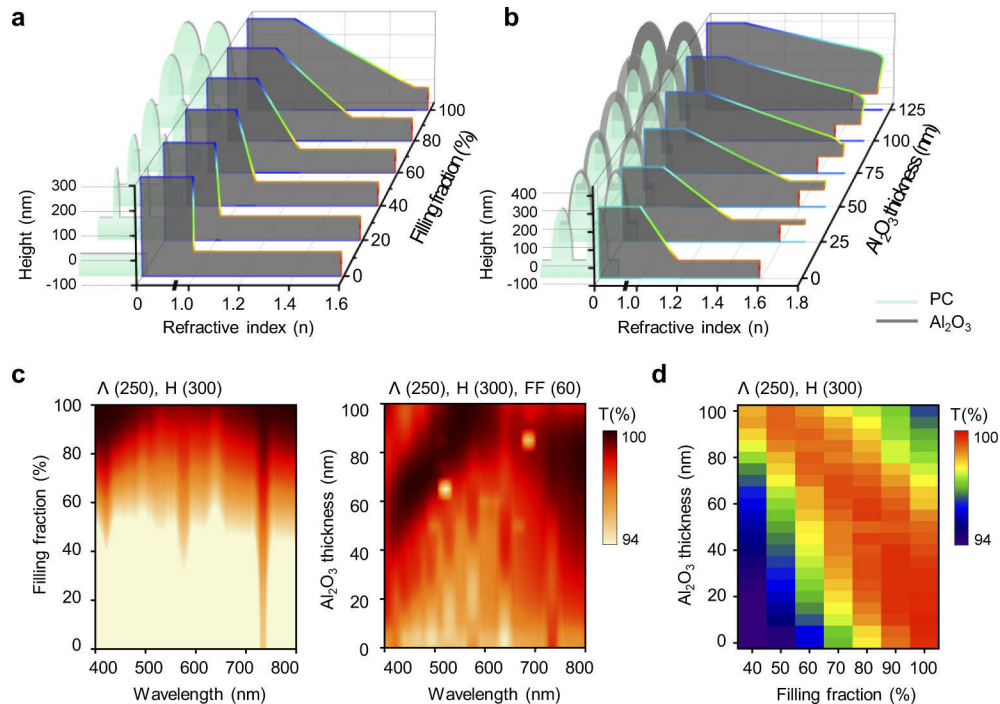 a
300
200
100
0
-100
Height (nm)
0
1.0
1.2
1.4
1.6
Refractive index (n)
0
20
40
60
80
100
Filling fraction (%)
b
400
300
200
100
0
-100
Height (nm)
0
1.0
1.2
1.4
1.6
1.8
Refractive index (n)
0
25
50
75
100
125
Al₂O₃ thickness (nm)
PC
Al₂O₃
c
Λ (250), H (300)
100
80
60
40
20
0
Filling fraction (%)
400 500 600 700 800
Wavelength (nm)
Λ (250), H (300), FF (60)
100
80
60
40
20
0
Al₂O₃ thickness (nm)
400 500 600 700 800
Wavelength (nm)
T(%)
100
94
d
Λ (250), H (300)
100
80
60
40
20
0
Al₂O₃ thickness (nm)
40 50 60 70 80 90 100
Filling fraction (%)
T(%)
100
94